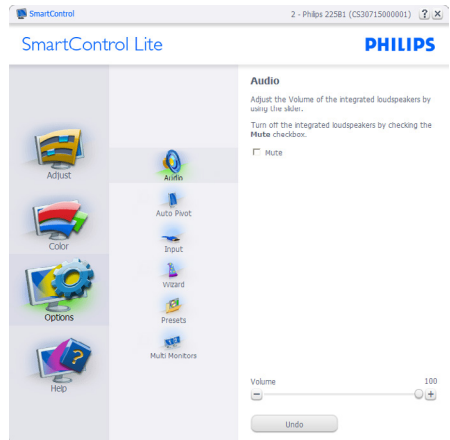 SmartControl
2 - Philips 225B1 (CS30715000001)
SmartControl Lite
PHILIPS
Adjust
Color
Options
Help
Audio
Auto Pivot
Input
Wizard
Presets
Multi Monitors
Audio
Adjust the Volume of the integrated loudspeakers by
using the slider.
Turn off the integrated loudspeakers by checking the
Mute checkbox.
Mute
Volume 100
Undo